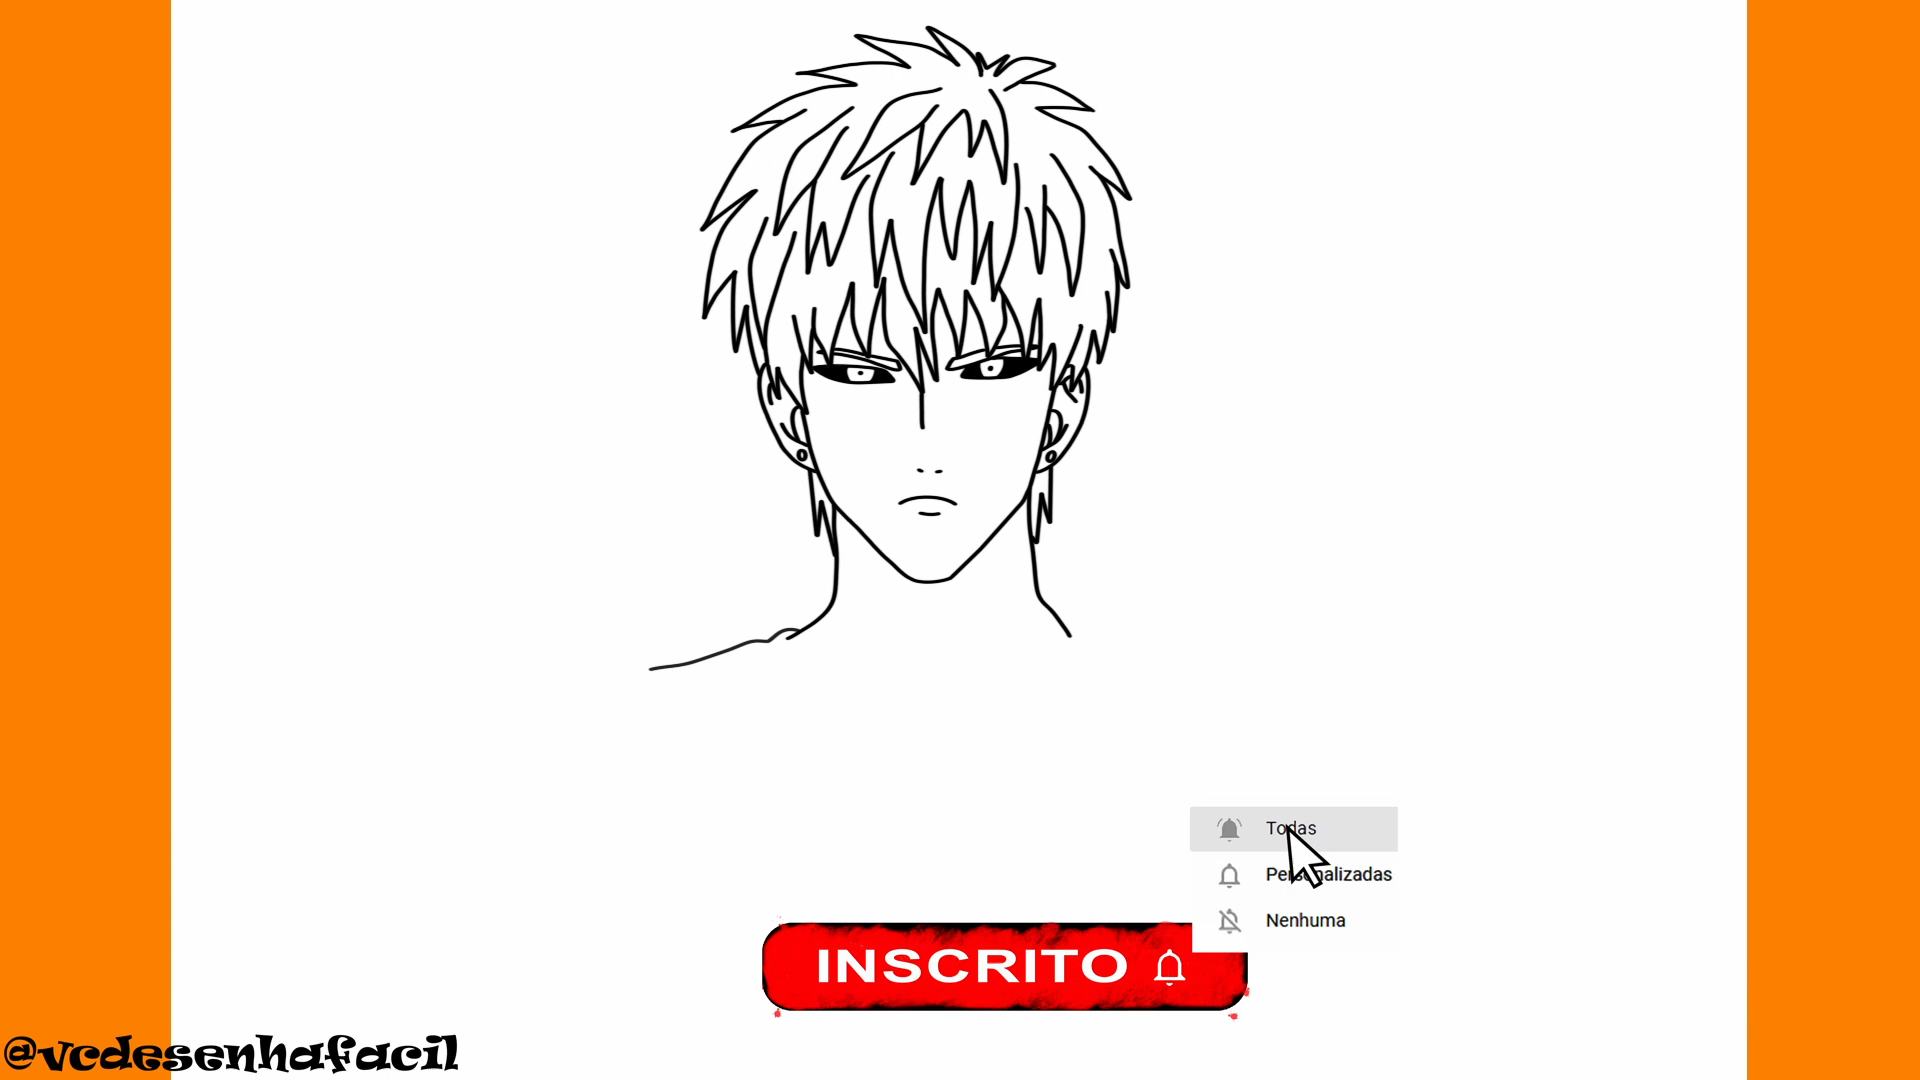 Todas
Personalizadas
Nenhuma
INSCRITO
@vcdesenhafacil